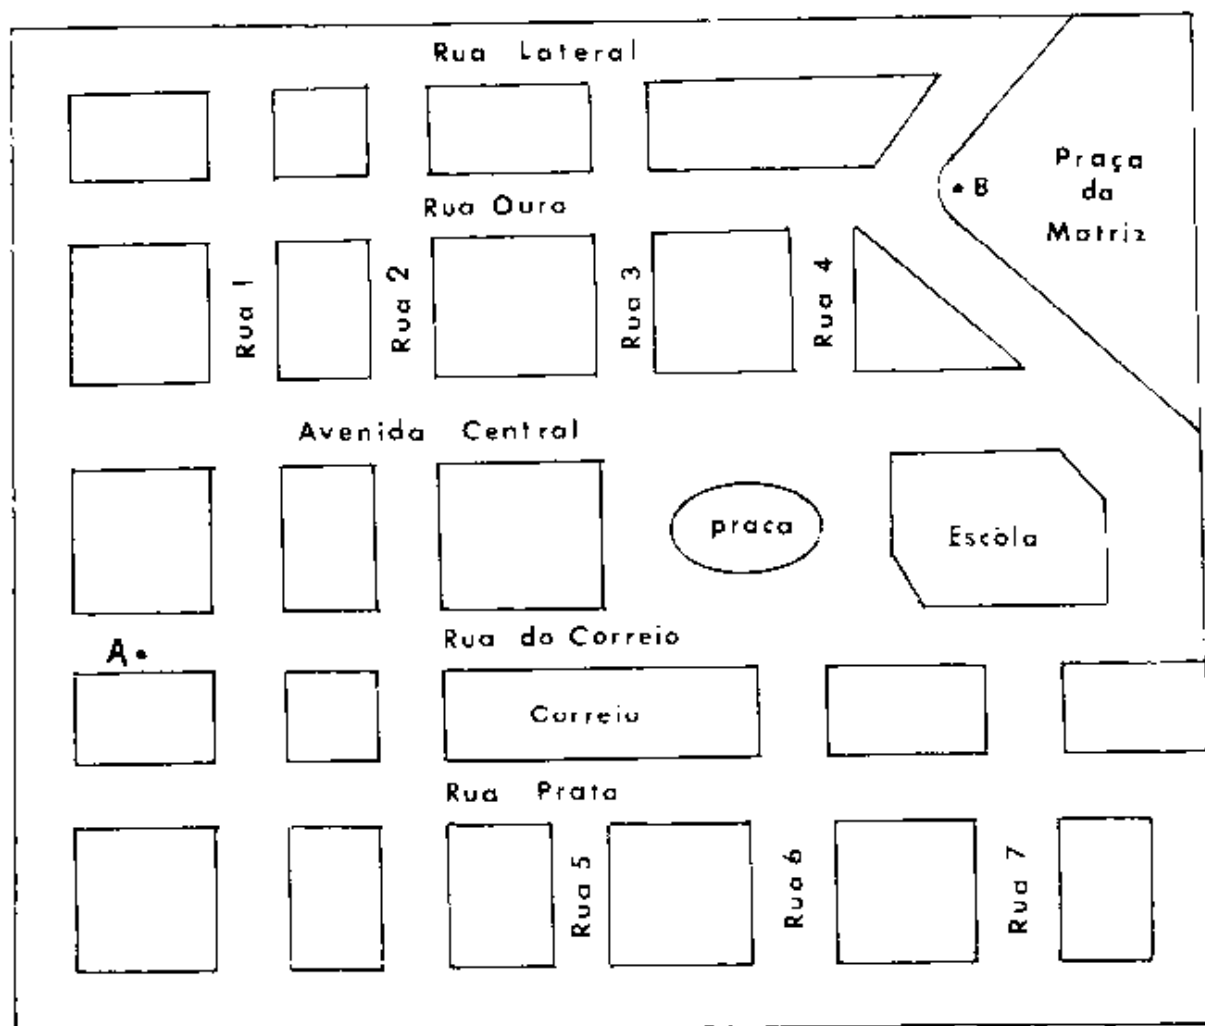 Rua Lateral
Praça
da
Matriz
B
Rua Ouro
Rua 1
Rua 2
Rua 3
Rua 4
Avenida Central
praca
Escola
A
Rua do Correio
Correio
Rua Prata
Rua 5
Rua 6
Rua 7